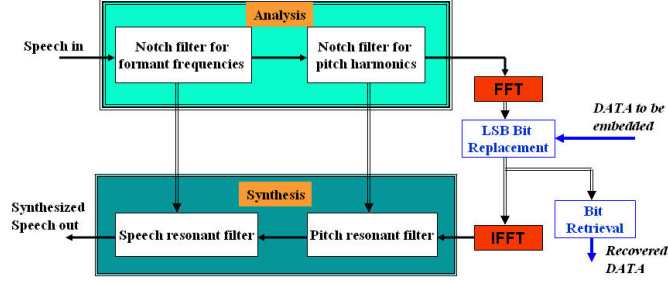 Analysis
Speech in
Notch filter for
formant frequencies
Notch filter for
pitch harmonics
FFT
DATA to be
embedded
LSB Bit
Replacement
Synthesis
Synthesized
Speech out
Speech resonant filter
Pitch resonant filter
IFFT
Bit
Retrieval
Recovered
DATA